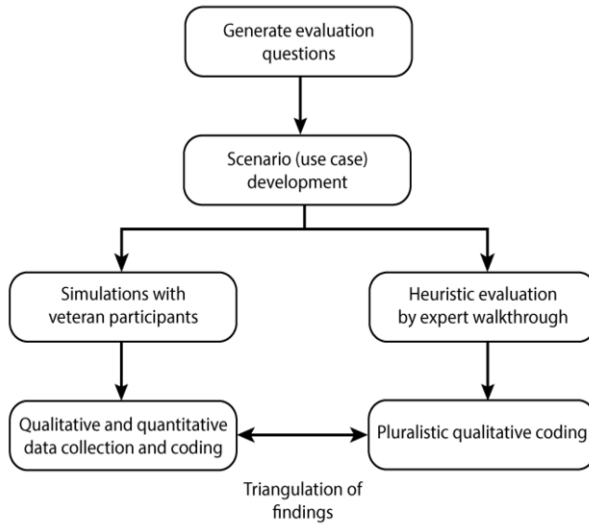 Generate evaluation
questions
Scenario (use case)
development
Simulations with
veteran participants
Heuristic evaluation
by expert walkthrough
Qualitative and quantitative
data collection and coding
Pluralistic qualitative coding
Triangulation of
findings